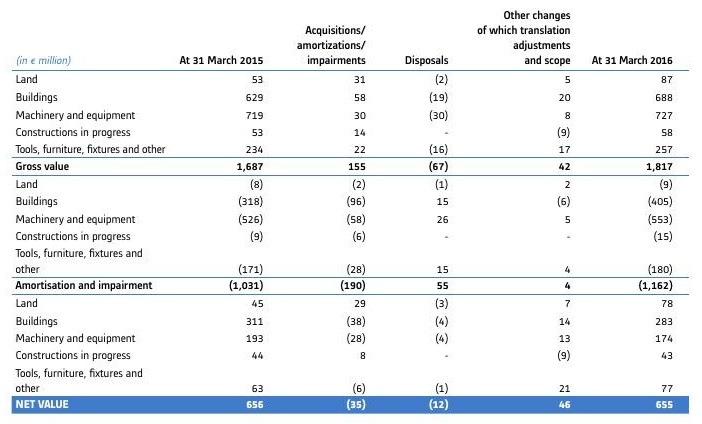 Other changes
Acquisitions/ of which translation
amortizations/ adjustments
(in € million) At 31 March 2015 impairments Disposals and scope At 31 March 2016
Land 53 31 (2) 5 87
Buildings 629 58 (19) 20 688
Machinery and equipment 719 30 (30) 8 727
Constructions in progress 53 14 - (9) 58
Tools, furniture, fixtures and other 234 22 (16) 17 257
Gross value 1,687 155 (67) 42 1,817
Land (8) (2) (1) 2 (9)
Buildings (318) (96) 15 (6) (405)
Machinery and equipment (526) (58) 26 5 (553)
Constructions in progress (9) (6) - - (15)
Tools, furniture, fixtures and
other (171) (28) 15 4 (180)
Amortisation and impairment (1,031) (190) 55 4 (1,162)
Land 45 29 (3) 7 78
Buildings 311 (38) (4) 14 283
Machinery and equipment 193 (28) (4) 13 174
Constructions in progress 44 8 - (9) 43
Tools, furniture, fixtures and
other 63 (6) (1) 21 77
NET VALUE 656 (35) (12) 46 655